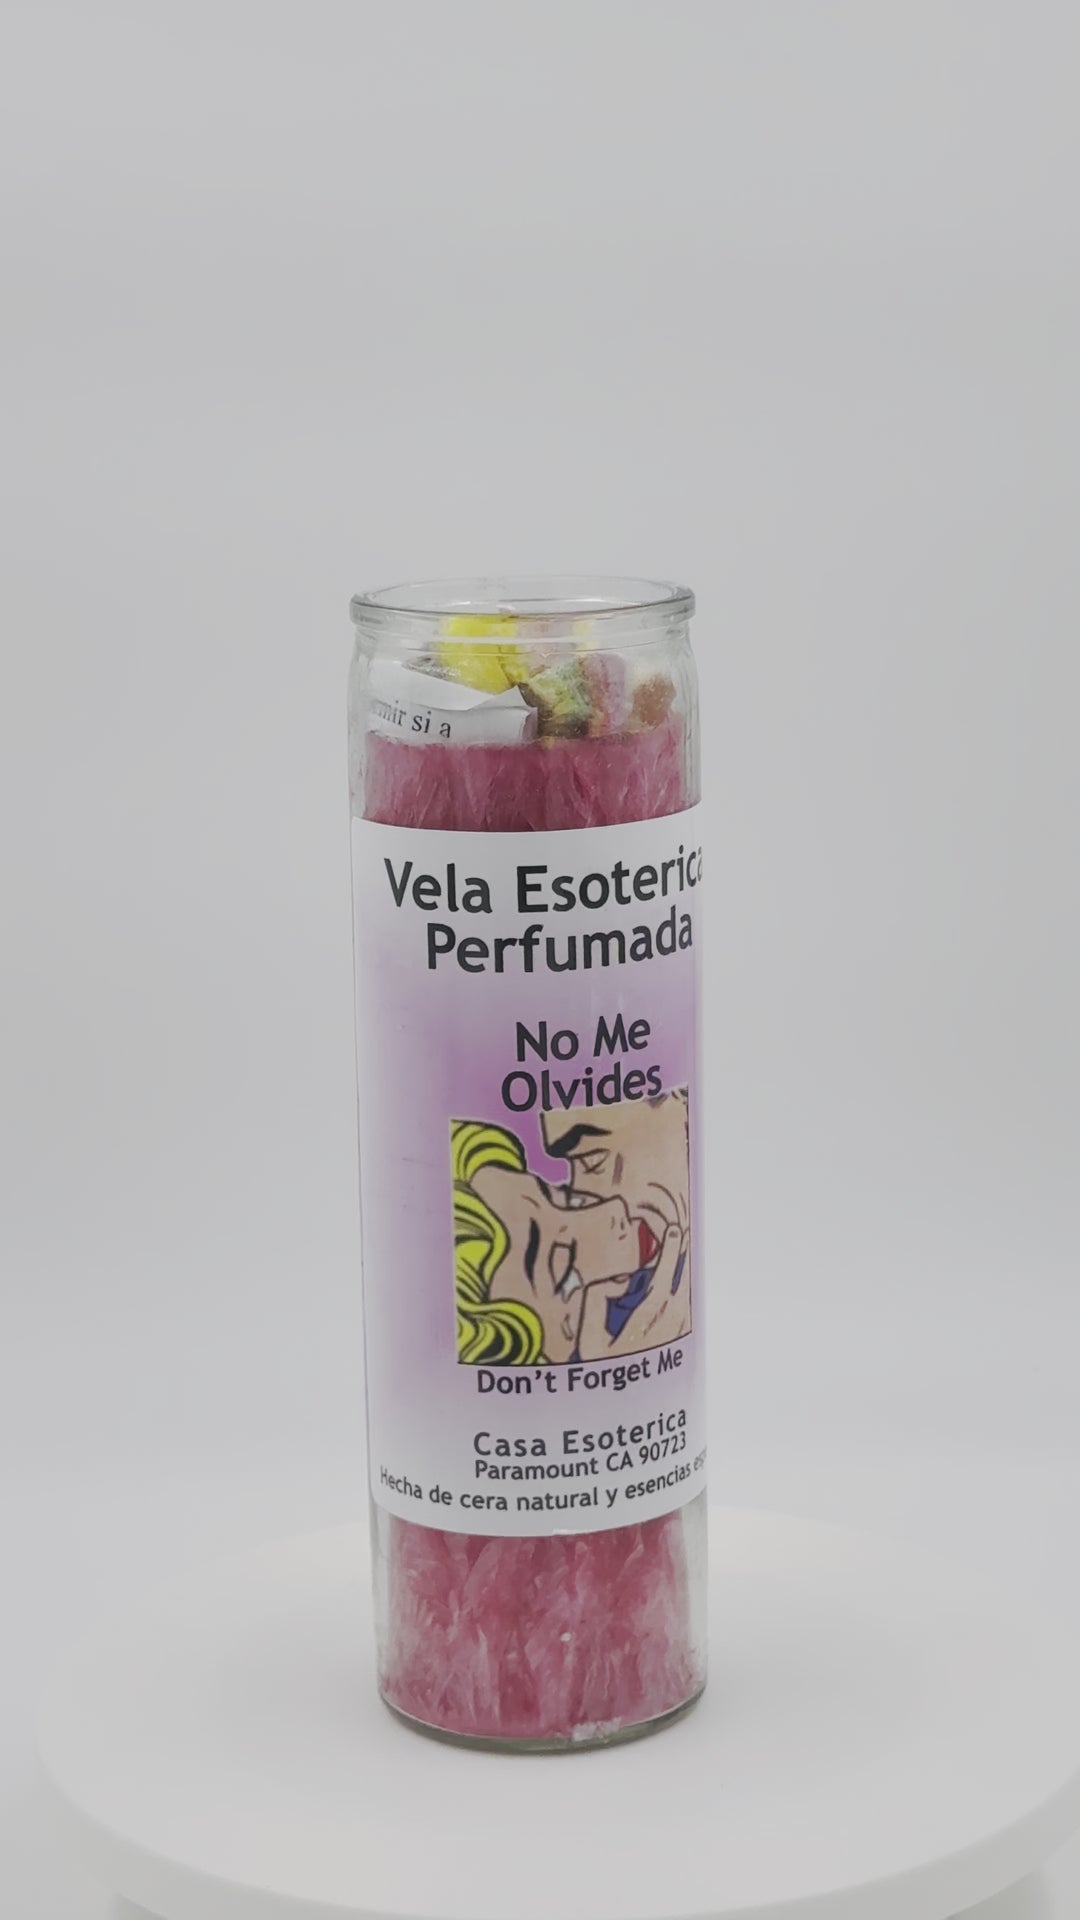 si a
Vela Esoterica
Perfumada
No Me
Olvides
Don't Forget Me
Casa Esoterica
Paramount CA 90723
Hecha de cera natural y esencias